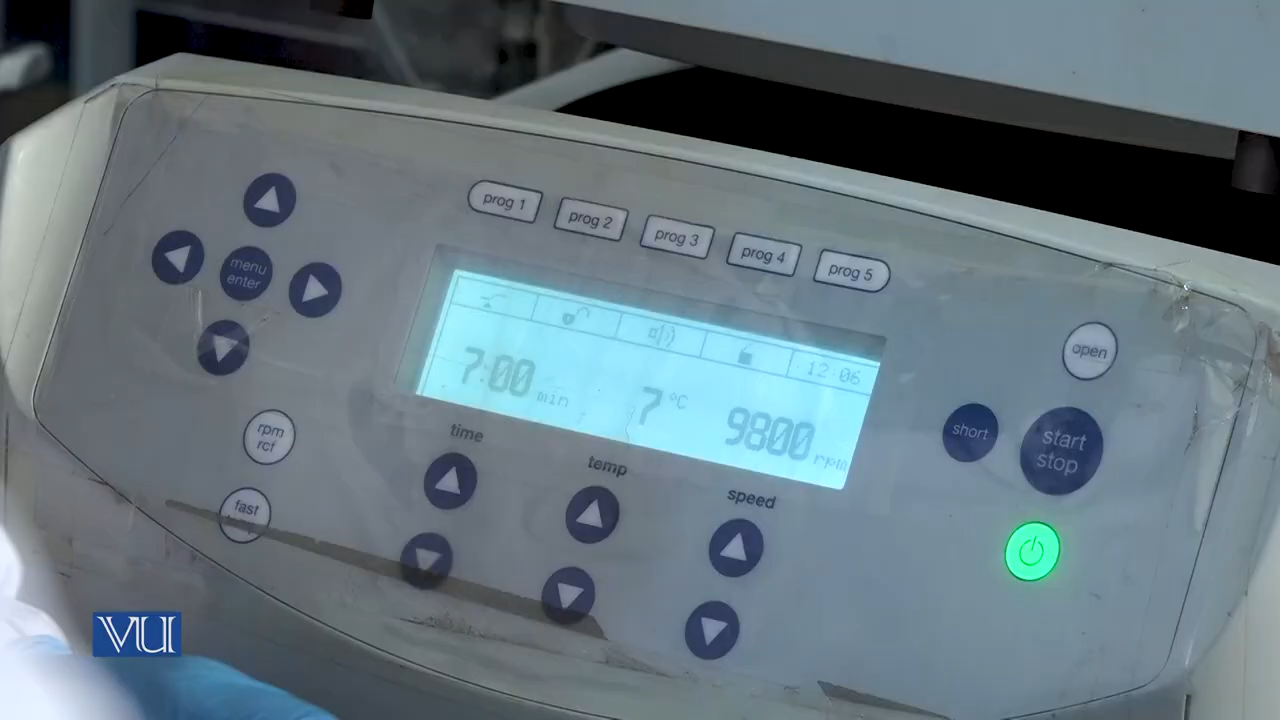 prog 1
prog 2
prog 3
prog 4
prog 5
menu
enter
12:06
7:00 min
7 °C
9800 rpm
open
rpm
rcf
time
temp
speed
short
start
stop
fast
VUI